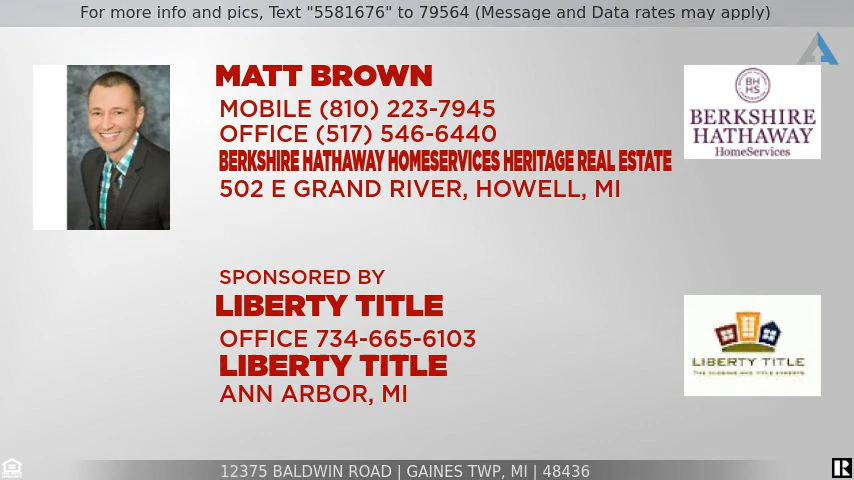 For more info and pics, Text "5581676" to 79564 (Message and Data rates may apply)
MATT BROWN
MOBILE (810) 223-7945
OFFICE (517) 546-6440
BERKSHIRE HATHAWAY HOMESERVICES HERITAGE REAL ESTATE
502 E GRAND RIVER, HOWELL, MI
BH
HS
BERKSHIRE
HATHAWAY
HomeServices
SPONSORED BY
LIBERTY TITLE
OFFICE 734-665-6103
LIBERTY TITLE
ANN ARBOR, MI
LIBERTY TITLE
12375 BALDWIN ROAD | GAINES TWP, MI | 48436